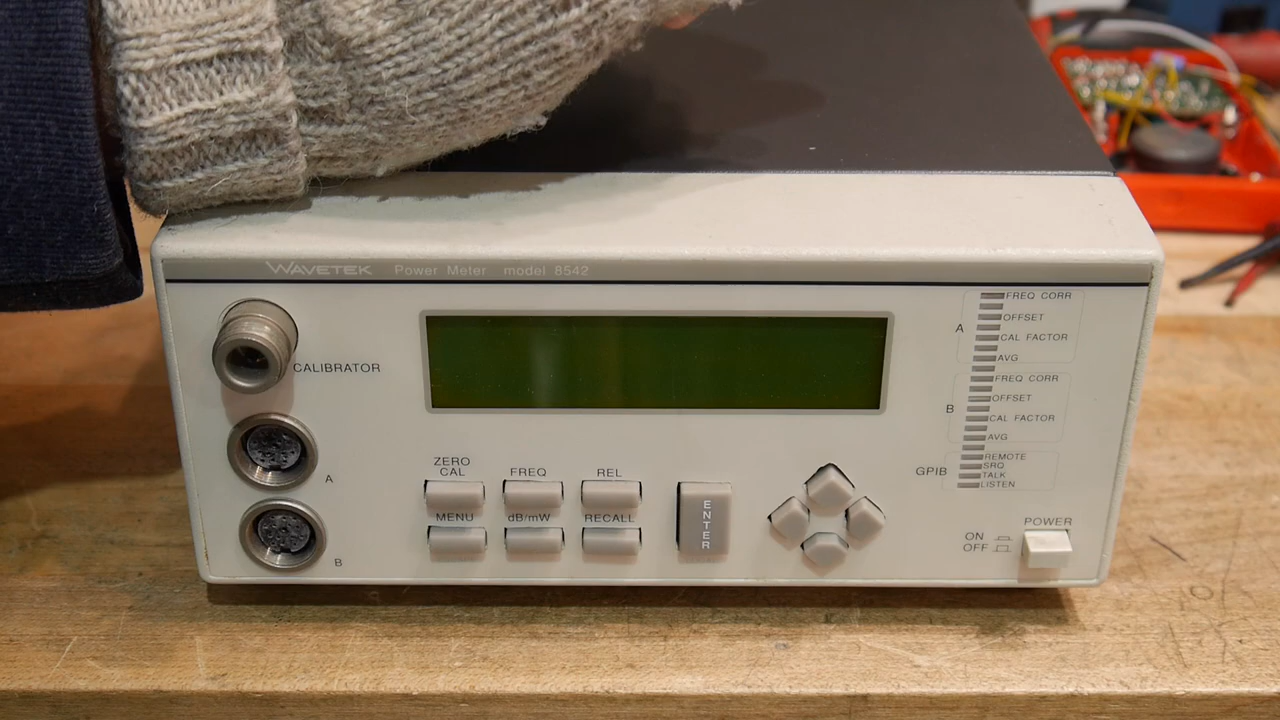 WAVETEK Power Meter model 8542
CALIBRATOR
A
B
ZERO CAL
FREQ
REL
MENU
dB/mW
RECALL
ENTER
A
FREQ CORR
OFFSET
CAL FACTOR
AVG
B
FREQ CORR
OFFSET
CAL FACTOR
AVG
GPIB
REMOTE
SRQ
TALK
LISTEN
POWER
ON
OFF